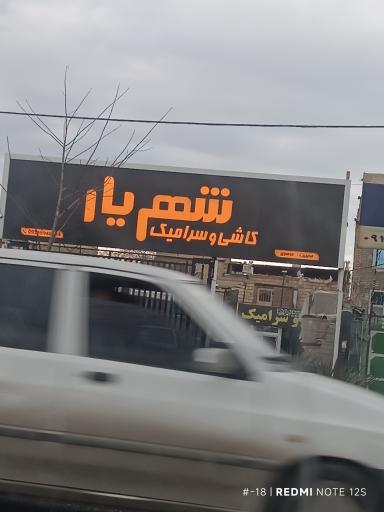 شهریار
کاشی و سرامیک
و سرامیک
#-18 | REDMI NOTE 12S